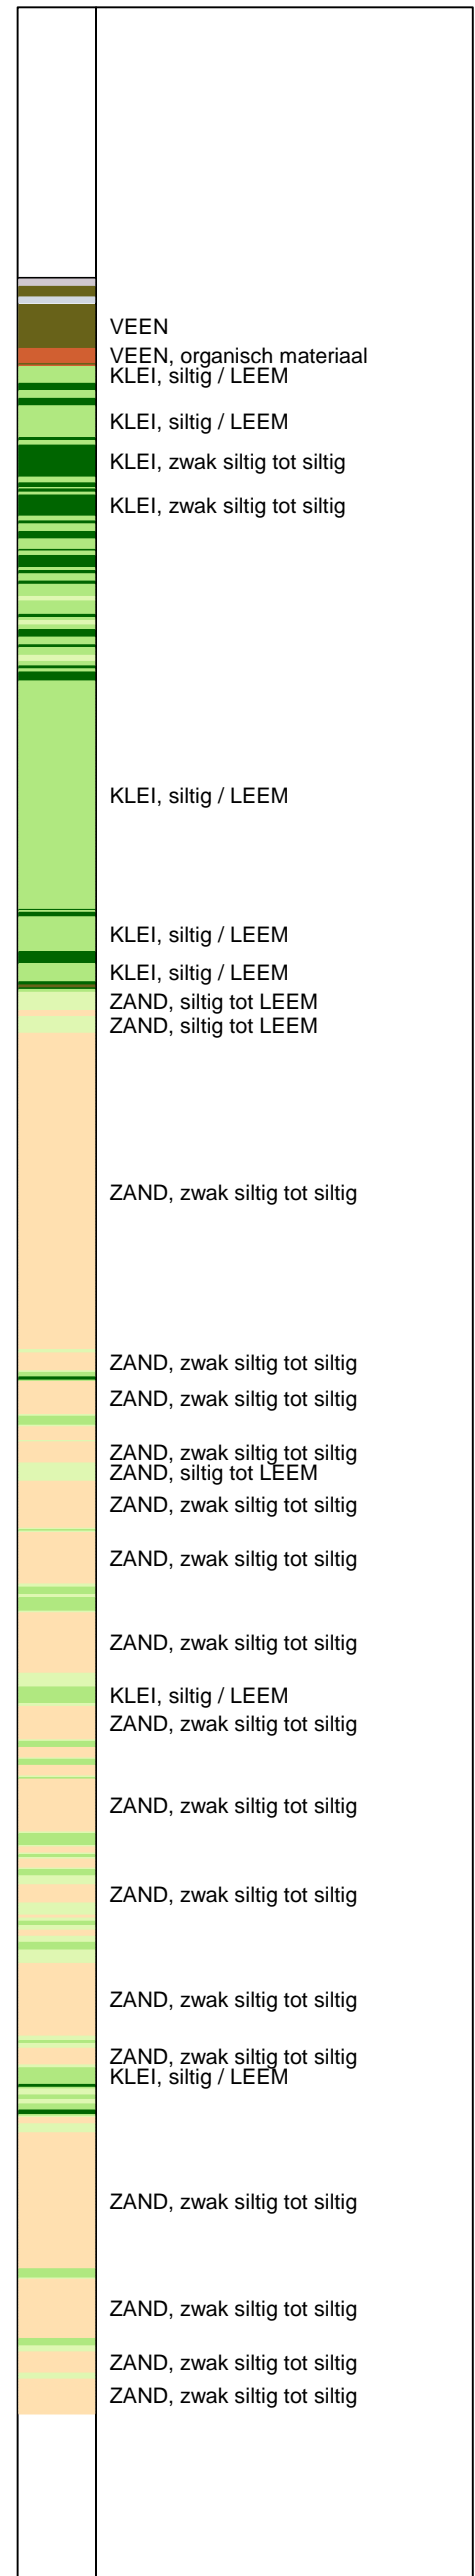 VEEN
VEEN, organisch materiaal
KLEI, siltig / LEEM
KLEI, siltig / LEEM
KLEI, zwak siltig tot siltig
KLEI, zwak siltig tot siltig
KLEI, siltig / LEEM
KLEI, siltig / LEEM
KLEI, siltig / LEEM
ZAND, siltig tot LEEM
ZAND, siltig tot LEEM
ZAND, zwak siltig tot siltig
ZAND, zwak siltig tot siltig
ZAND, zwak siltig tot siltig
ZAND, zwak siltig tot siltig
ZAND, siltig tot LEEM
ZAND, zwak siltig tot siltig
ZAND, zwak siltig tot siltig
ZAND, zwak siltig tot siltig
KLEI, siltig / LEEM
ZAND, zwak siltig tot siltig
ZAND, zwak siltig tot siltig
ZAND, zwak siltig tot siltig
ZAND, zwak siltig tot siltig
ZAND, zwak siltig tot siltig
KLEI, siltig / LEEM
ZAND, zwak siltig tot siltig
ZAND, zwak siltig tot siltig
ZAND, zwak siltig tot siltig
ZAND, zwak siltig tot siltig